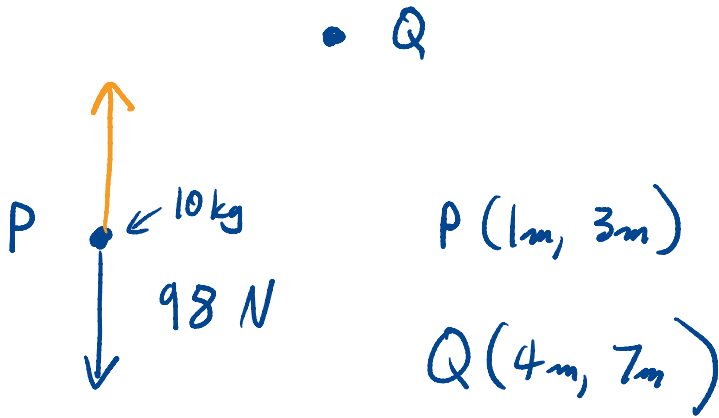 Q
P
10kg
98 N
P (1m, 3m)
Q (4m, 7m)